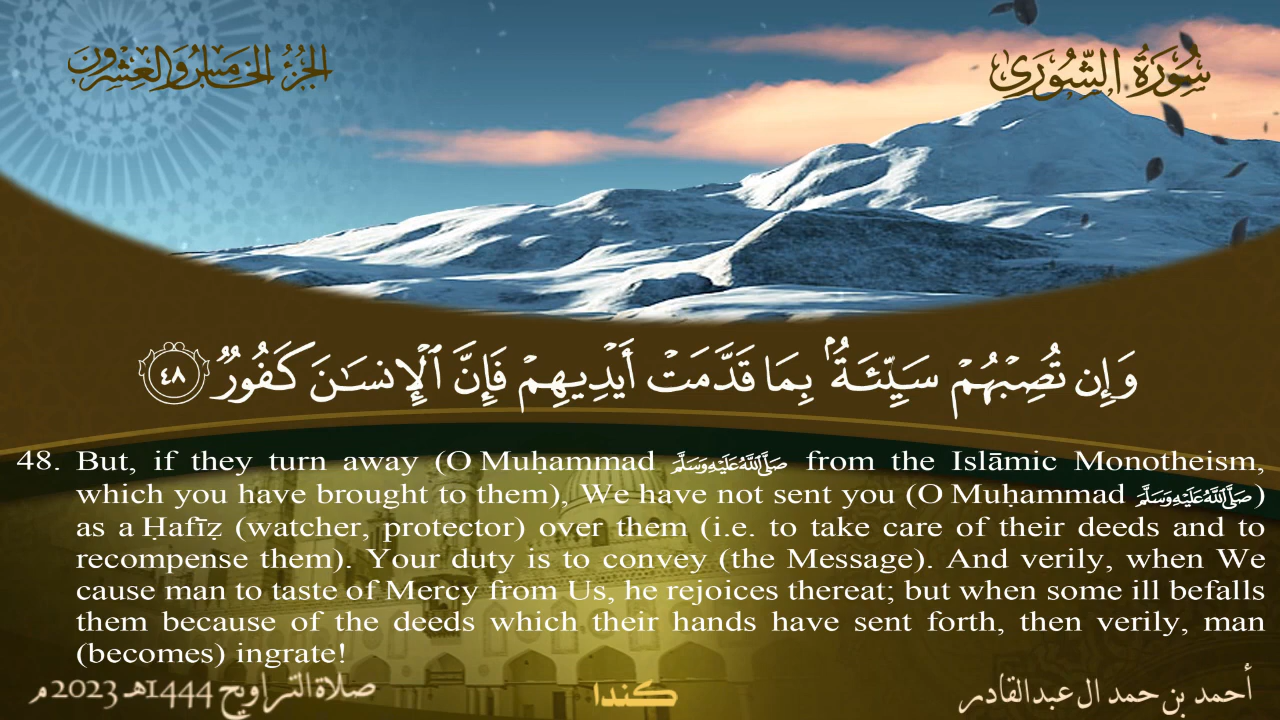 سُورَةُ الشُّورَى
الجُزْءُ الخَامِسُ وَالعِشْرُونَ
وَإِن تُصِبْهُمْ سَيِّئَةٌۢ بِمَا قَدَّمَتْ أَيْدِيهِمْ فَإِنَّ ٱلْإِنسَـٰنَ كَفُورٌ ٤٨
48. But, if they turn away (O Muḥammad ﷺ from the Islāmic Monotheism,
which you have brought to them), We have not sent you (O Muḥammad ﷺ)
as a Ḥafīẓ (watcher, protector) over them (i.e. to take care of their deeds and to
recompense them). Your duty is to convey (the Message). And verily, when We
cause man to taste of Mercy from Us, he rejoices thereat; but when some ill befalls
them because of the deeds which their hands have sent forth, then verily, man
(becomes) ingrate!
أحمد بن حمد ال عبدالقادر
كندا
صلاة التراويح 1444هـ 2023م